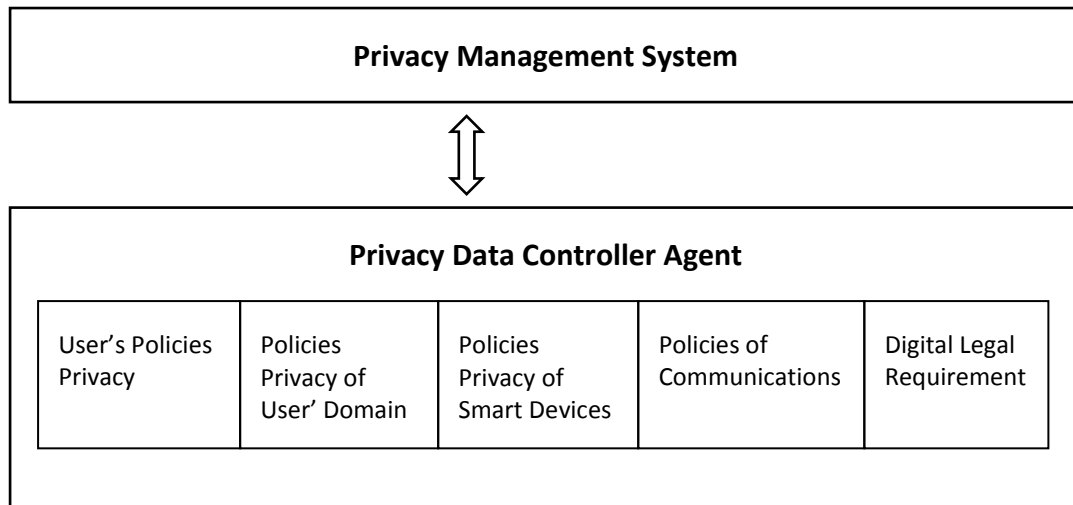 Privacy Management System
Privacy Data Controller Agent
User’s Policies
Privacy
Policies
Privacy of
User’ Domain
Policies
Privacy of
Smart Devices
Policies of
Communications
Digital Legal
Requirement